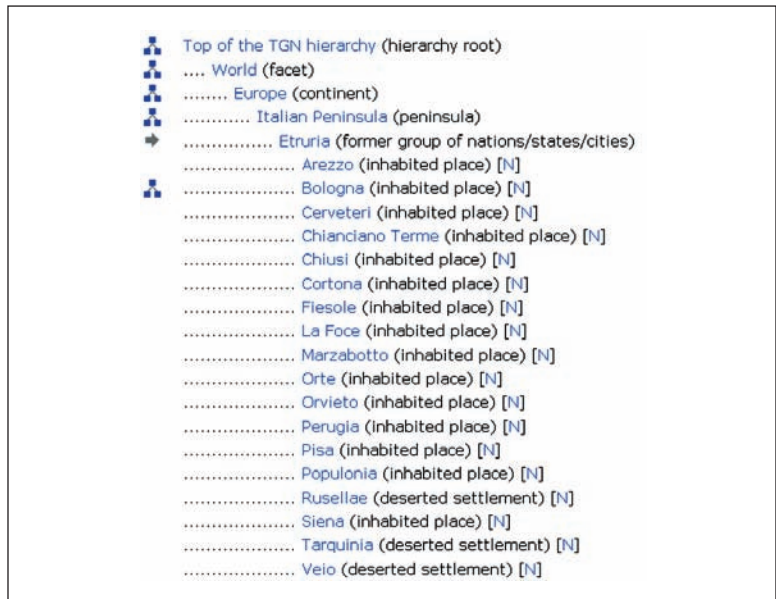 Top of the TGN hierarchy (hierarchy root)
.... World (facet)
........ Europe (continent)
............ Italian Peninsula (peninsula)
................ Etruria (former group of nations/states/cities)
.................... Arezzo (inhabited place) [N]
.................... Bologna (inhabited place) [N]
.................... Cerveteri (inhabited place) [N]
.................... Chianciano Terme (inhabited place) [N]
.................... Chiusi (inhabited place) [N]
.................... Cortona (inhabited place) [N]
.................... Fiesole (inhabited place) [N]
.................... La Foce (inhabited place) [N]
.................... Marzabotto (inhabited place) [N]
.................... Orte (inhabited place) [N]
.................... Orvieto (inhabited place) [N]
.................... Perugia (inhabited place) [N]
.................... Pisa (inhabited place) [N]
.................... Populonia (inhabited place) [N]
.................... Rusellae (deserted settlement) [N]
.................... Siena (inhabited place) [N]
.................... Tarquinia (deserted settlement) [N]
.................... Veio (deserted settlement) [N]